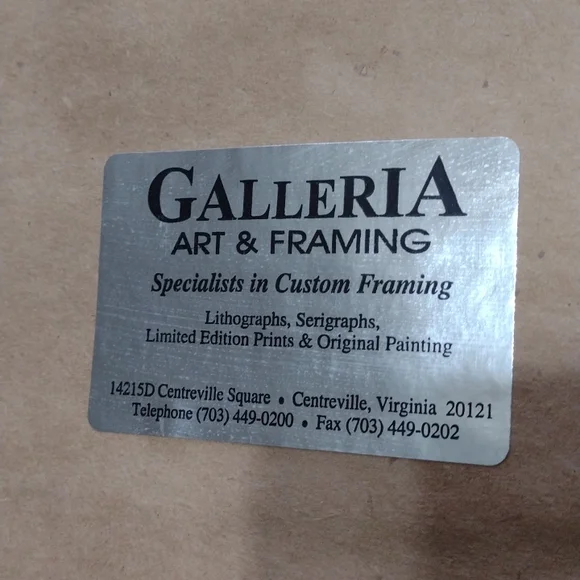 GALLERIA
ART & FRAMING
Specialists in Custom Framing
Lithographs, Serigraphs,
Limited Edition Prints & Original Painting
14215D Centreville Square • Centreville, Virginia 20121
Telephone (703) 449-0200 • Fax (703) 449-0202